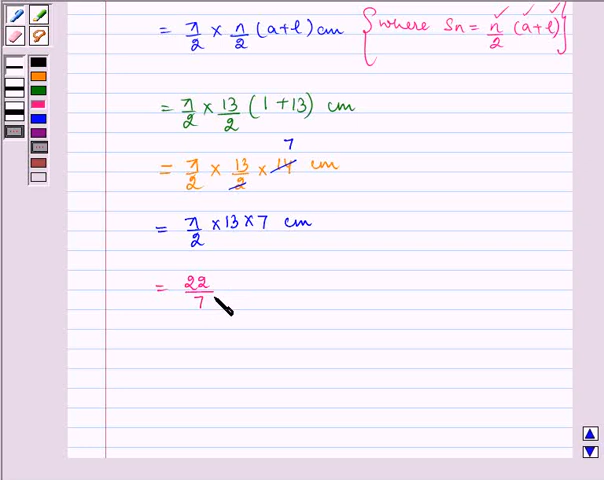 = π/2 × n/2 (a+l) cm {where Sn = n/2 (a+l)}
= π/2 × 13/2 (1+13) cm
7
= π/2 × 13/2 × 14 cm
= π/2 × 13 × 7 cm
= 22/7